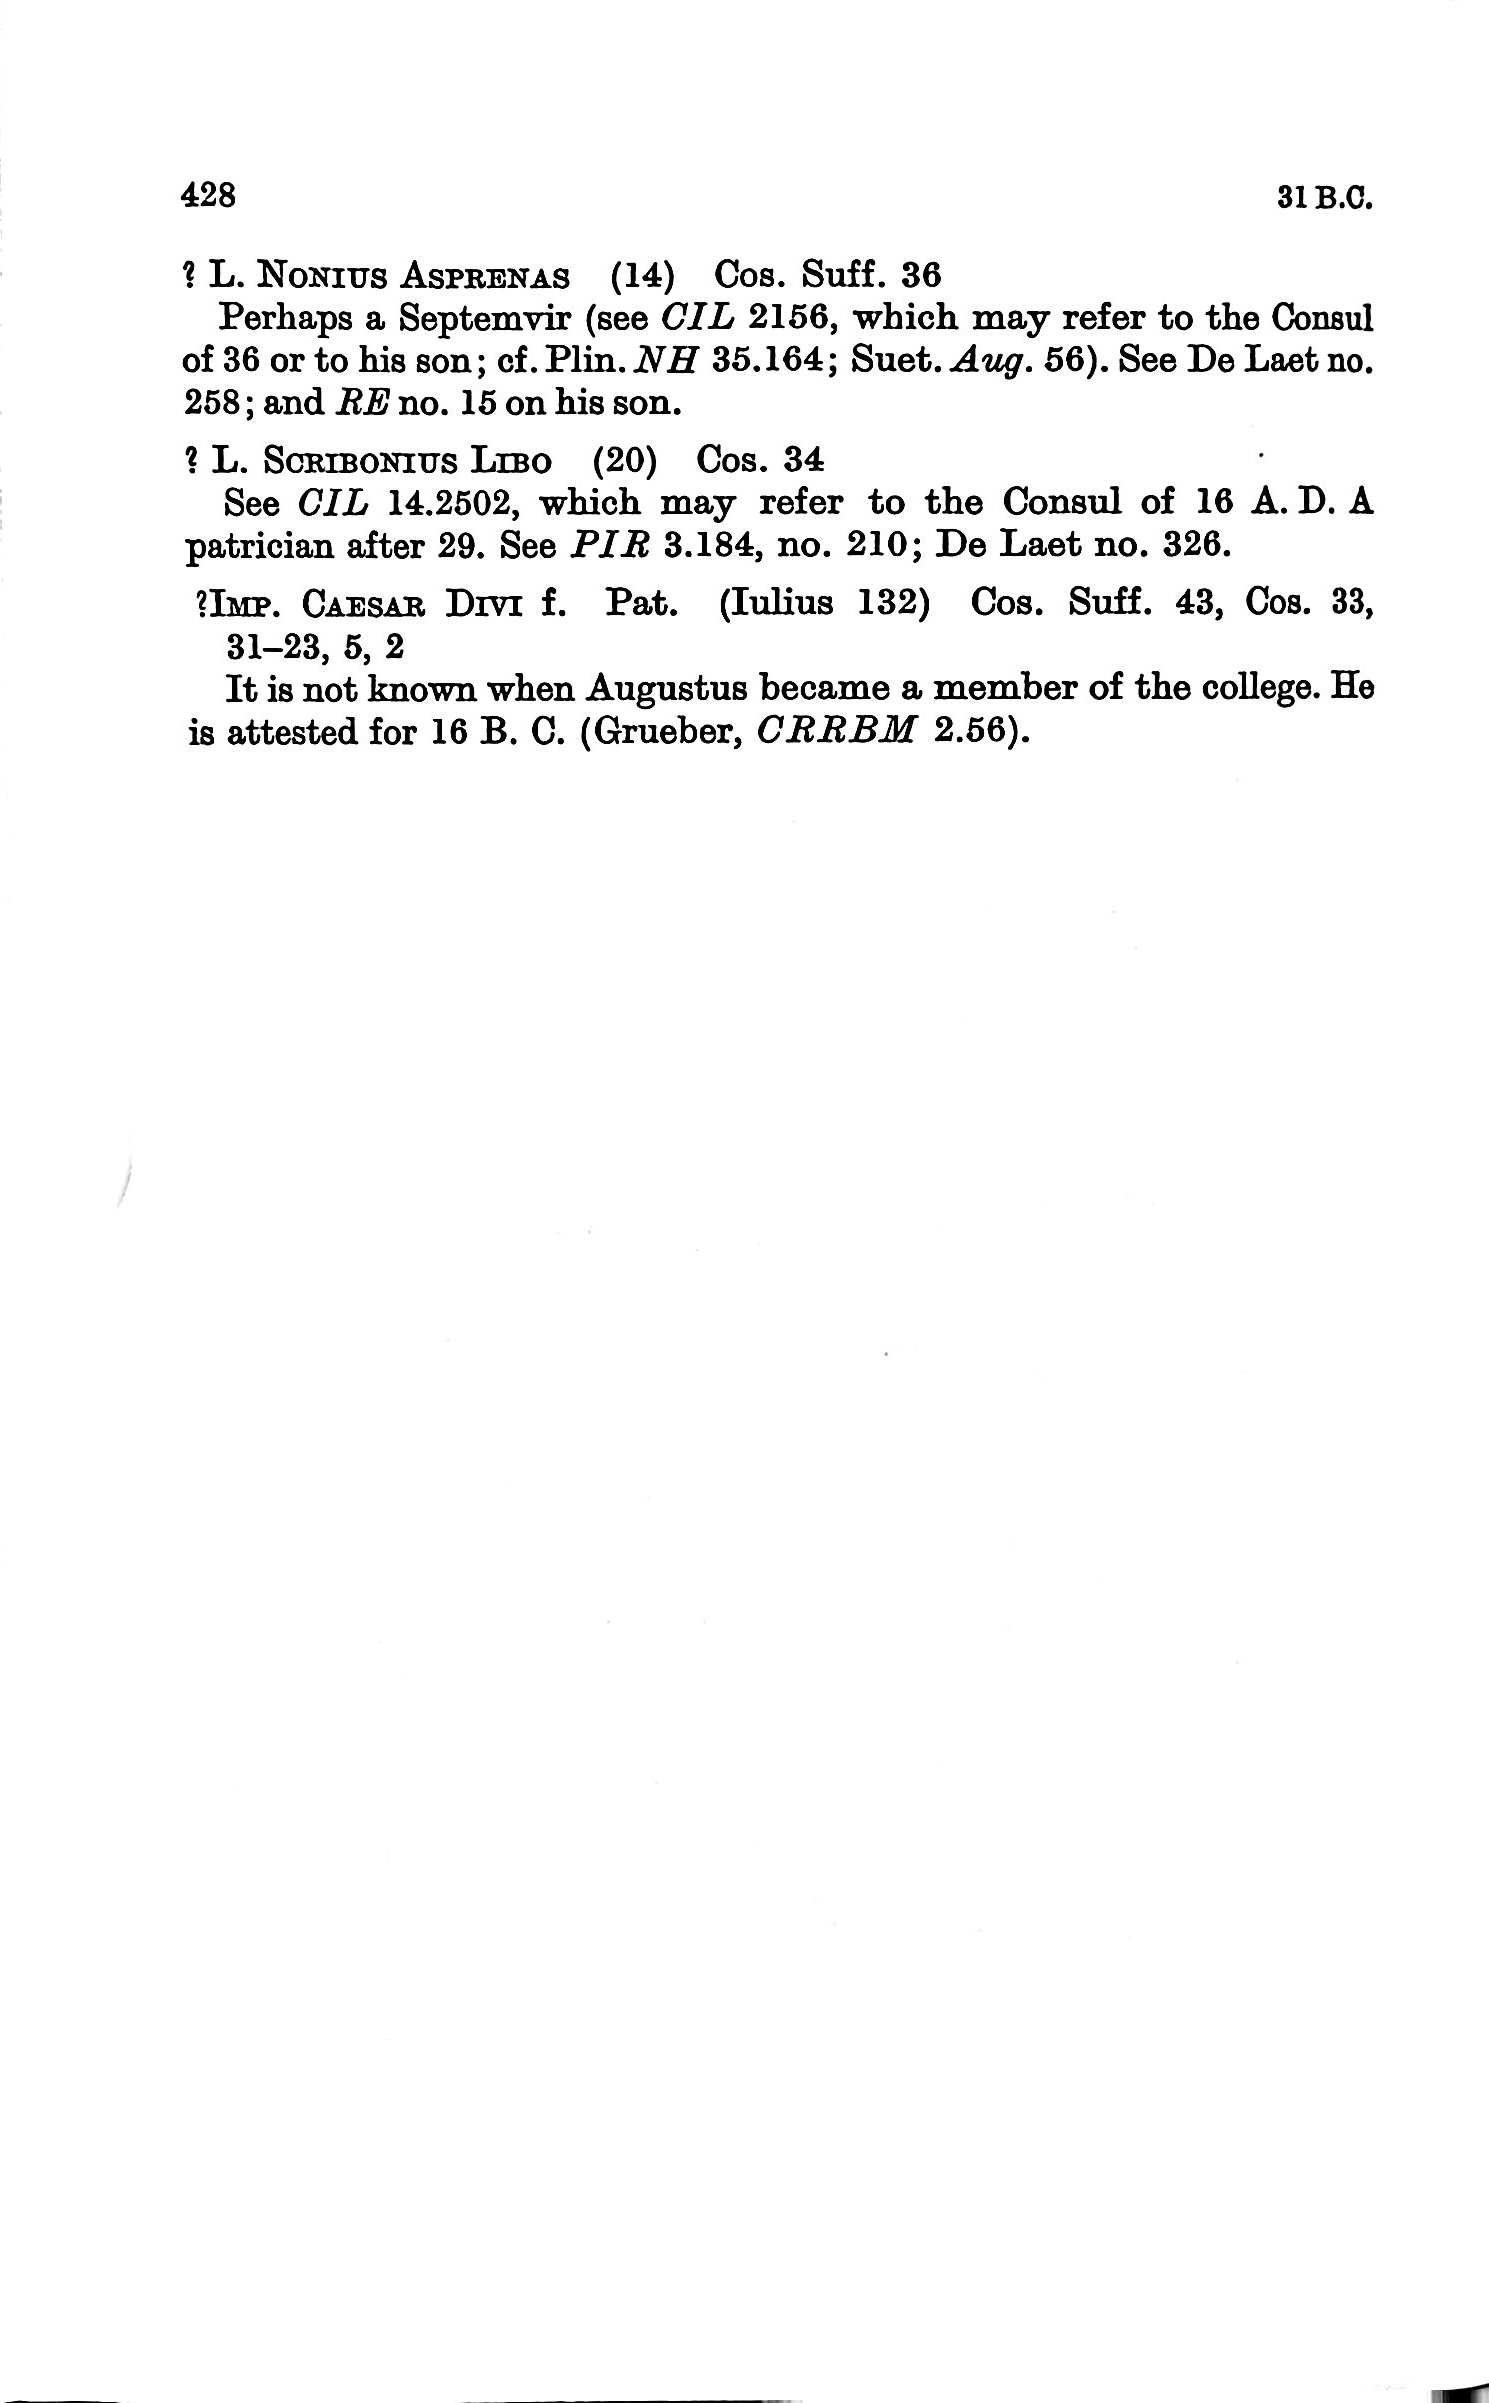 428 31 B.C.
? L. NONIUS ASPRENAS (14) Cos. Suff. 36
Perhaps a Septemvir (see CIL 2156, which may refer to the Consul
of 36 or to his son; cf. Plin. NH 35.164; Suet. Aug. 56). See De Laet no.
258; and RE no. 15 on his son.
? L. SCRIBONIUS LIBO (20) Cos. 34
See CIL 14.2502, which may refer to the Consul of 16 A. D. A
patrician after 29. See PIR 3.184, no. 210; De Laet no. 326.
?IMP. CAESAR DIVI f. Pat. (Iulius 132) Cos. Suff. 43, Cos. 33,
31–23, 5, 2
It is not known when Augustus became a member of the college. He
is attested for 16 B. C. (Grueber, CRRBM 2.56).